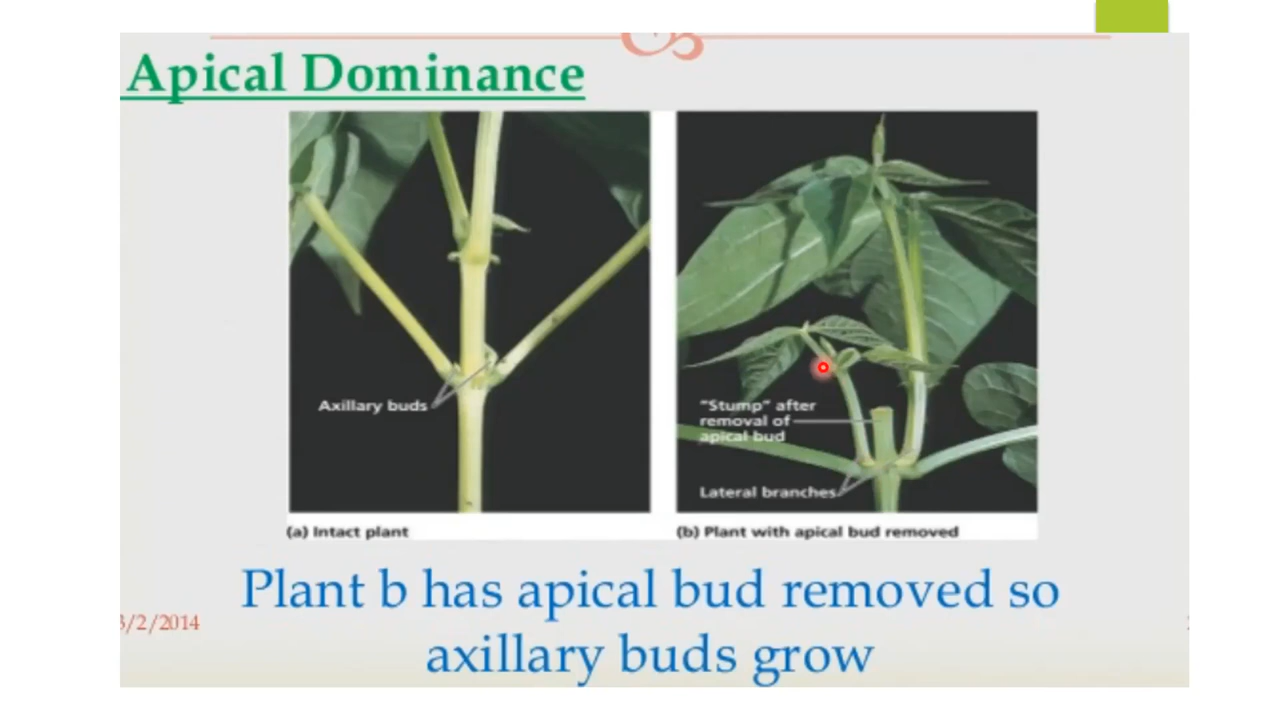 Apical Dominance
Axillary buds
"Stump" after
removal of
apical bud
Lateral branches
(a) Intact plant
(b) Plant with apical bud removed
Plant b has apical bud removed so
3/2/2014
axillary buds grow